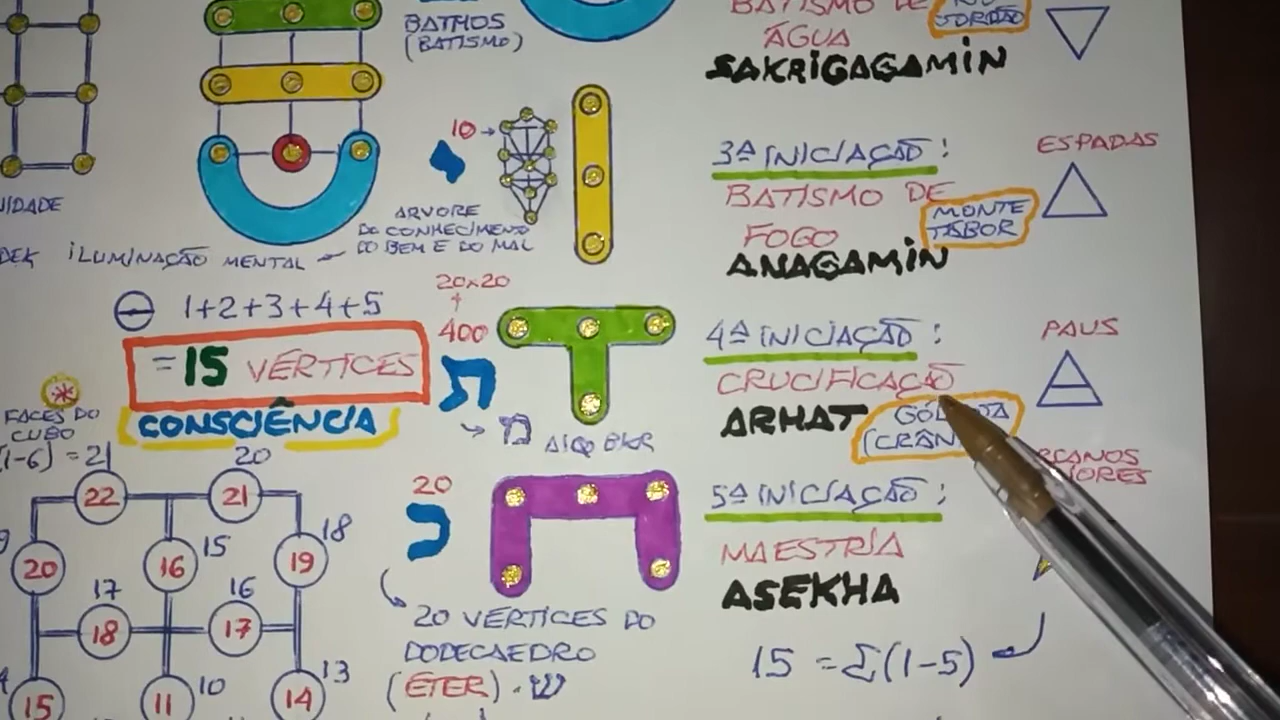 BATHOS
(BATISMO)
BATISMO DE
JORDÃO
ÁGUA
SAKRIGAGAMIN
10
3ª INICIAÇÃO:
ESPADAS
BATISMO DE
FOGO
MONTE
TABOR
ANAGAMIN
ARVORE
DO CONHECIMENTO
DO BEM E DO MAL
ILUMINAÇÃO MENTAL
1+2+3+4+5
= 15 VÉRTICES
CONSCIÊNCIA
20x20
400
AIQ BKR
4ª INICIAÇÃO:
PAUS
CRUCIFICAÇÃO
ARHAT
FACES DO
CUBO
(1-6) = 21
20
22
21
18
20
16
15
19
17
16
18
17
13
15
11
10
14
20
ת
כ
20 VÉRTICES DO
DODECAEDRO
(ÉTER).
5ª INICIAÇÃO:
MAESTRIA
ASEKHA
15 = Σ(1-5)